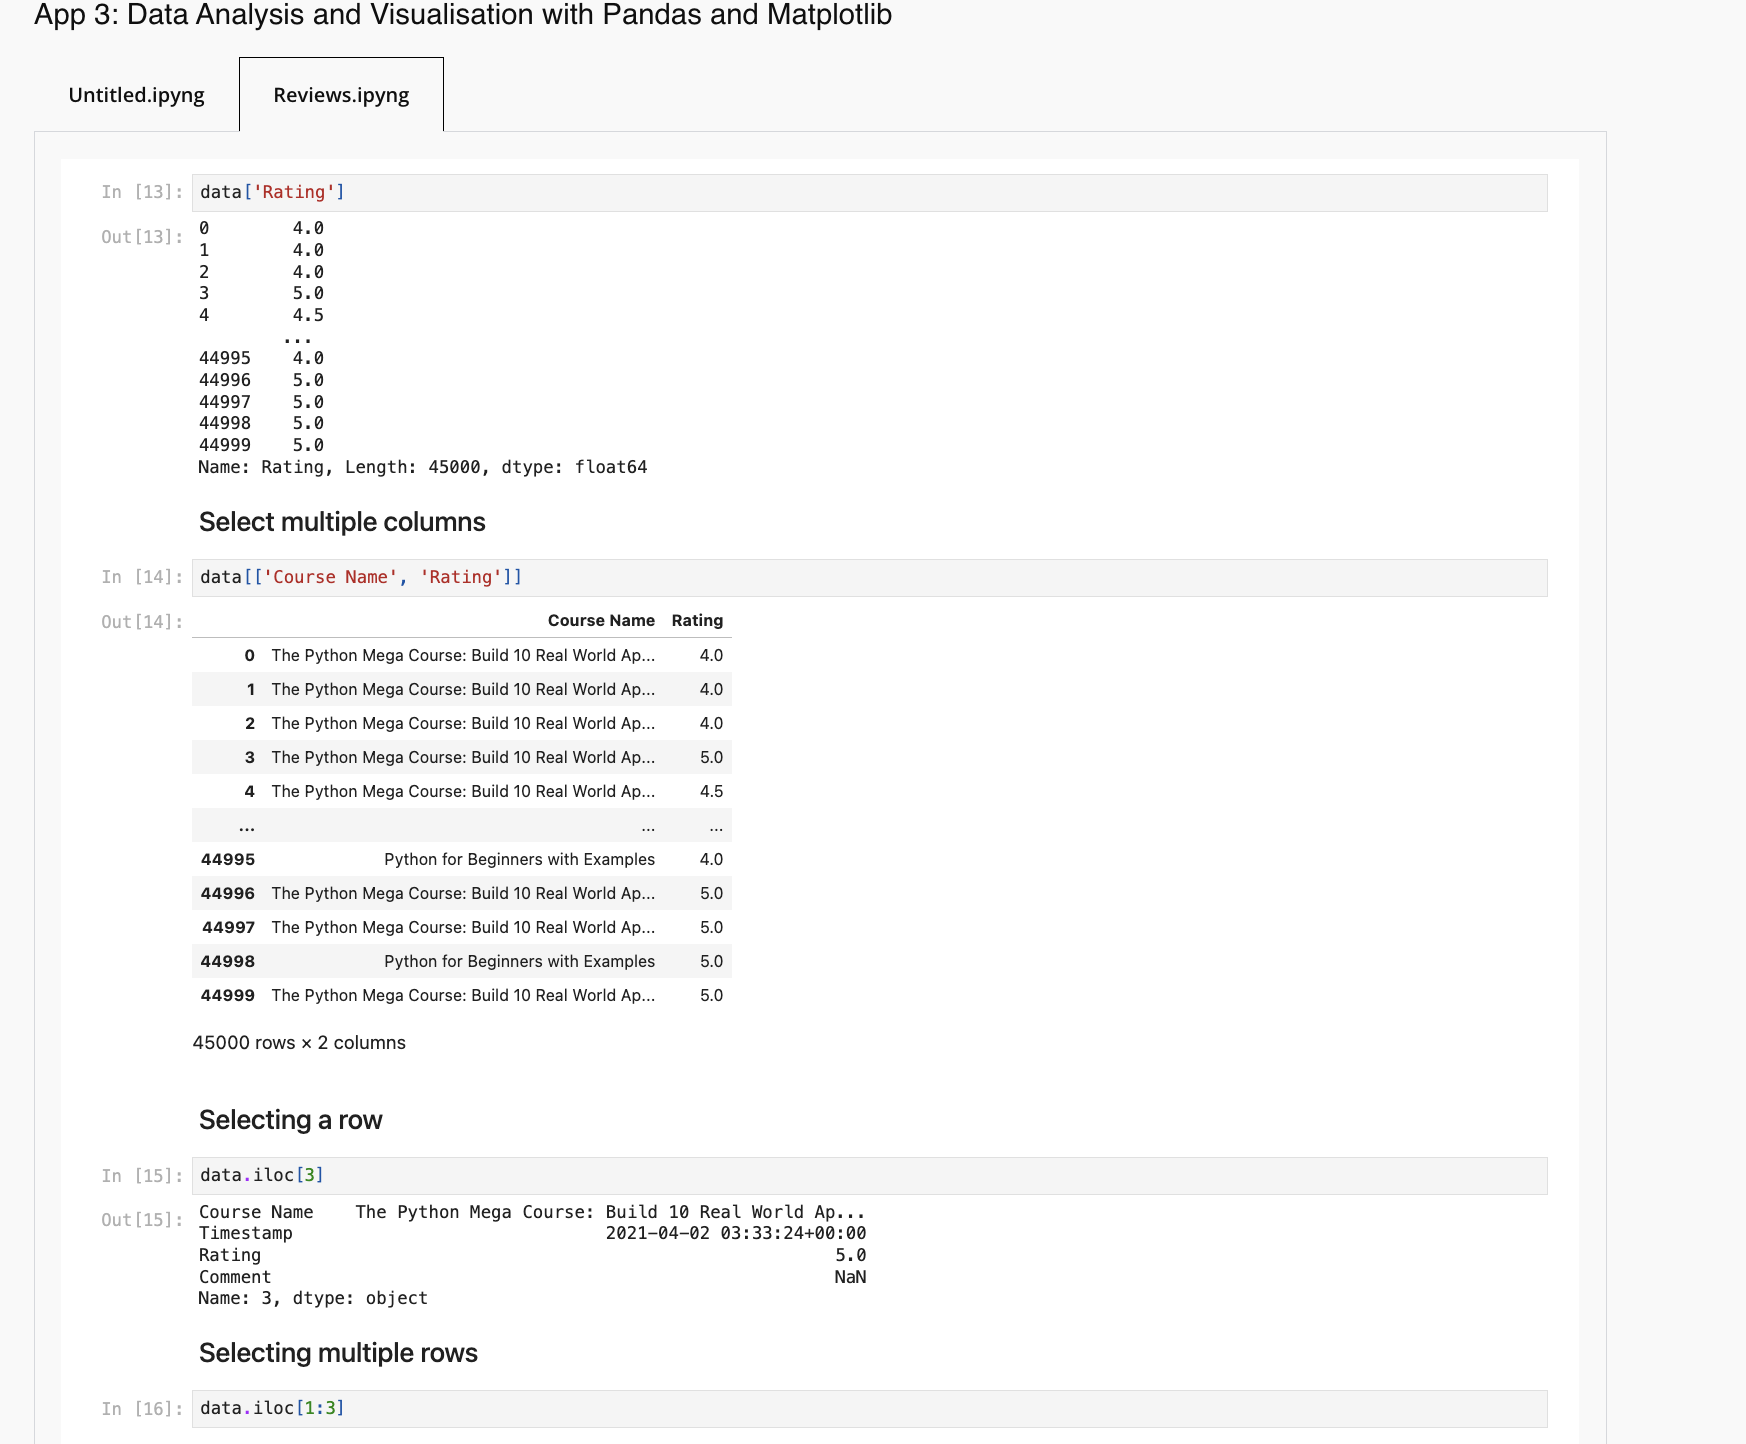 App 3: Data Analysis and Visualisation with Pandas and Matplotlib
Untitled.ipyng
Reviews.ipyng
In [13]: data['Rating']
Out[13]: 0 4.0
1 4.0
2 4.0
3 5.0
4 4.5
...
44995 4.0
44996 5.0
44997 5.0
44998 5.0
44999 5.0
Name: Rating, Length: 45000, dtype: float64
Select multiple columns
In [14]: data[['Course Name', 'Rating']]
Out[14]: Course Name Rating
0 The Python Mega Course: Build 10 Real World Ap... 4.0
1 The Python Mega Course: Build 10 Real World Ap... 4.0
2 The Python Mega Course: Build 10 Real World Ap... 4.0
3 The Python Mega Course: Build 10 Real World Ap... 5.0
4 The Python Mega Course: Build 10 Real World Ap... 4.5
... ... ...
44995 Python for Beginners with Examples 4.0
44996 The Python Mega Course: Build 10 Real World Ap... 5.0
44997 The Python Mega Course: Build 10 Real World Ap... 5.0
44998 Python for Beginners with Examples 5.0
44999 The Python Mega Course: Build 10 Real World Ap... 5.0
45000 rows × 2 columns
Selecting a row
In [15]: data.iloc[3]
Out[15]: Course Name The Python Mega Course: Build 10 Real World Ap...
Timestamp 2021-04-02 03:33:24+00:00
Rating 5.0
Comment NaN
Name: 3, dtype: object
Selecting multiple rows
In [16]: data.iloc[1:3]